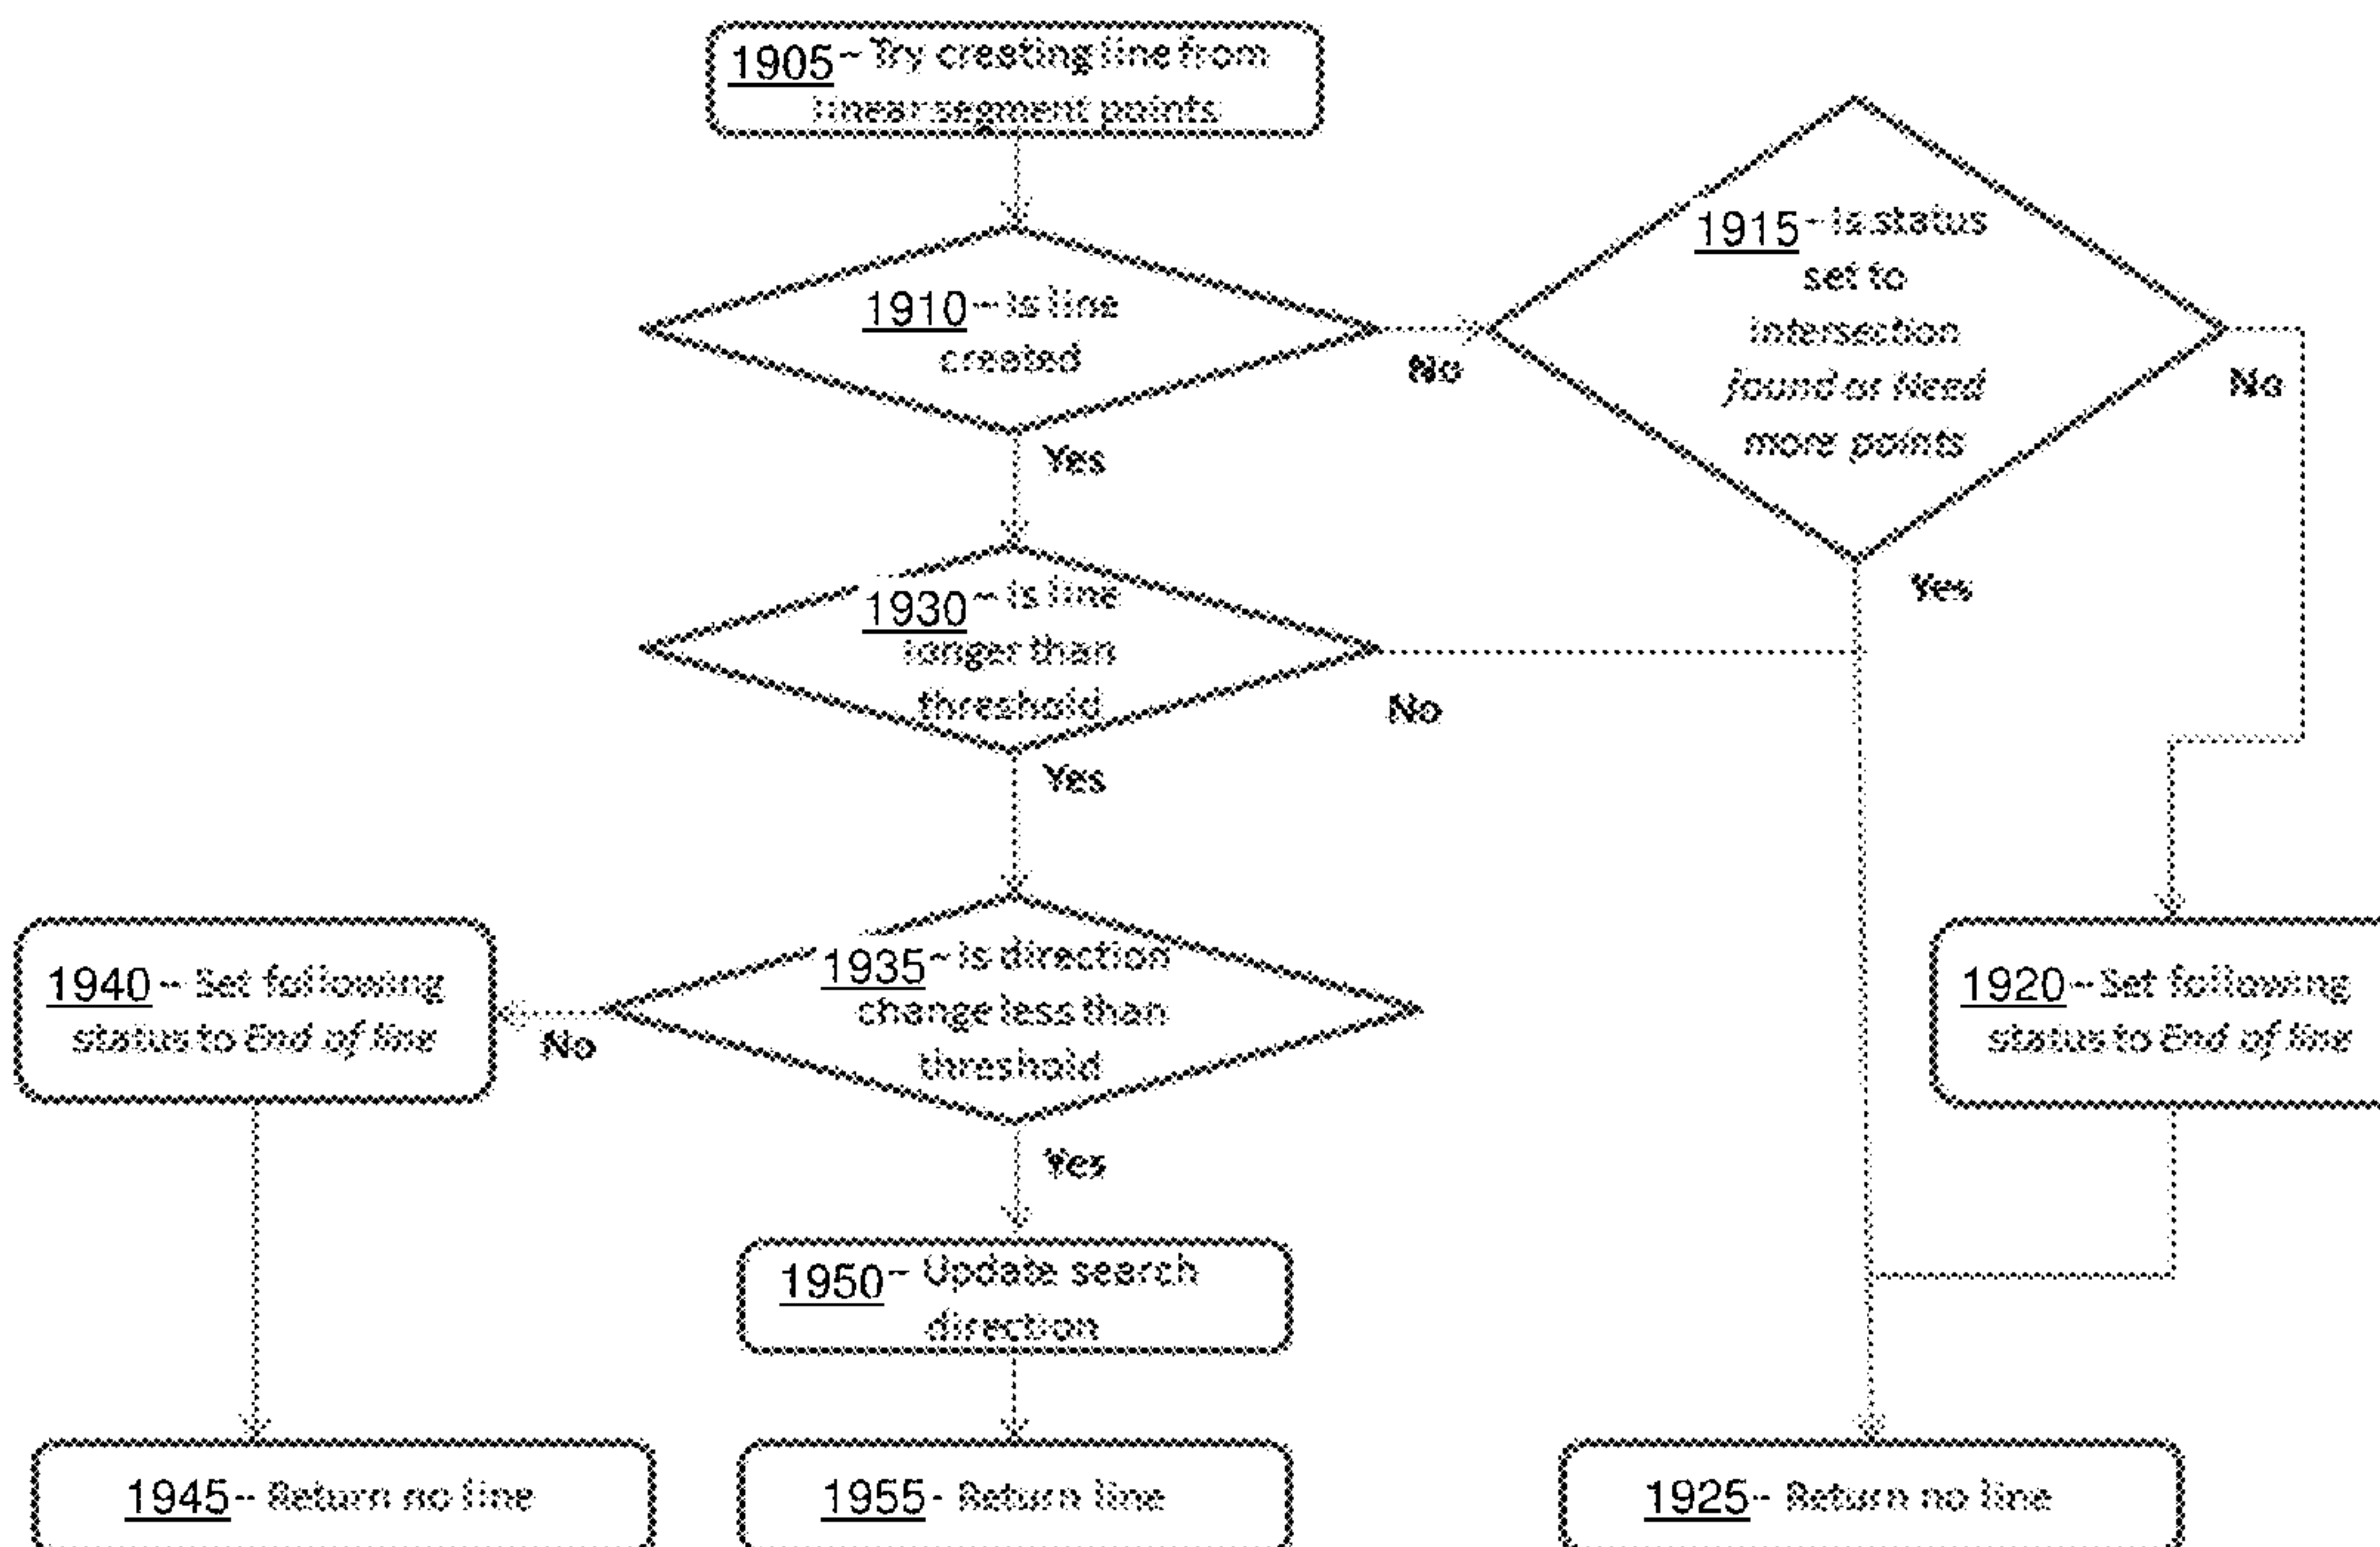 1905 ~ Try creating line from
linear segment points
1910 ~ Is line
created
No
Yes
1915 ~ Is status
set to
intersection
found or Need
more points
No
Yes
1930 ~ Is line
longer than
threshold
No
Yes
1935 ~ Is direction
change less than
threshold
No
Yes
1940 ~ Set following
status to End of line
1920 ~ Set following
status to End of line
1950 ~ Update search
direction
1945 ~ Return no line
1955 - Return line
1925 - Return no line